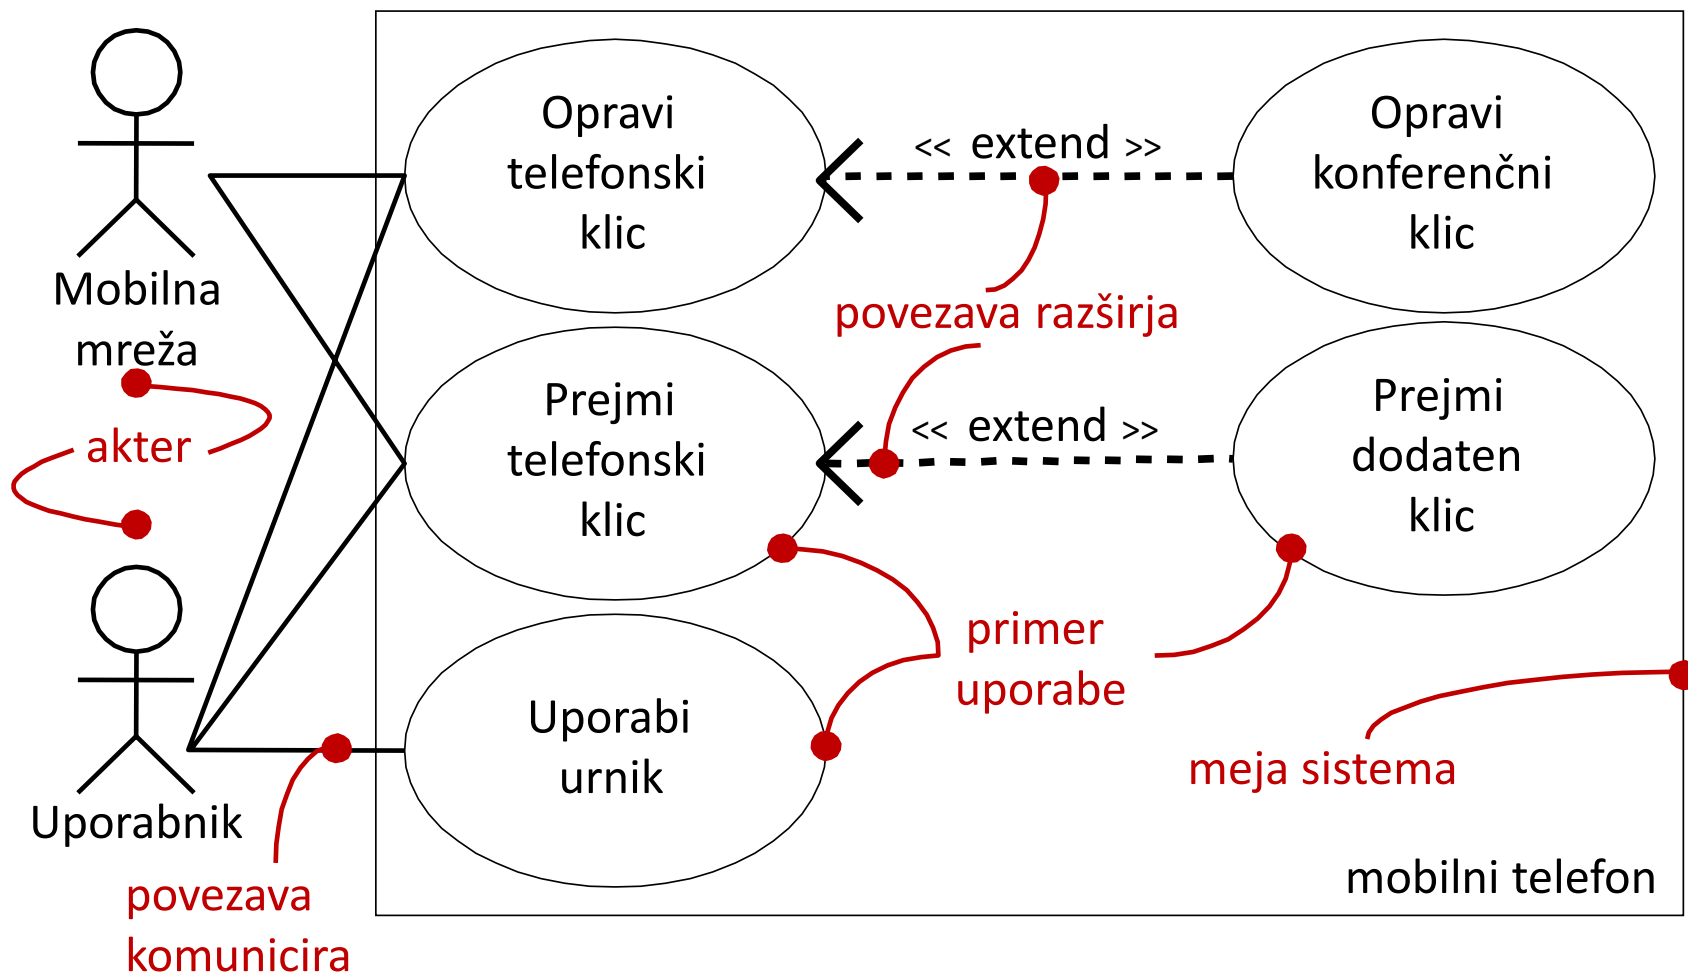 Opravi
telefonski
klic
<< extend >>
Opravi
konferenčni
klic
Mobilna
mreža
povezava razširja
akter
Prejmi
telefonski
klic
<< extend >>
Prejmi
dodaten
klic
primer
uporabe
Uporabi
urnik
meja sistema
Uporabnik
mobilni telefon
povezava
komunicira